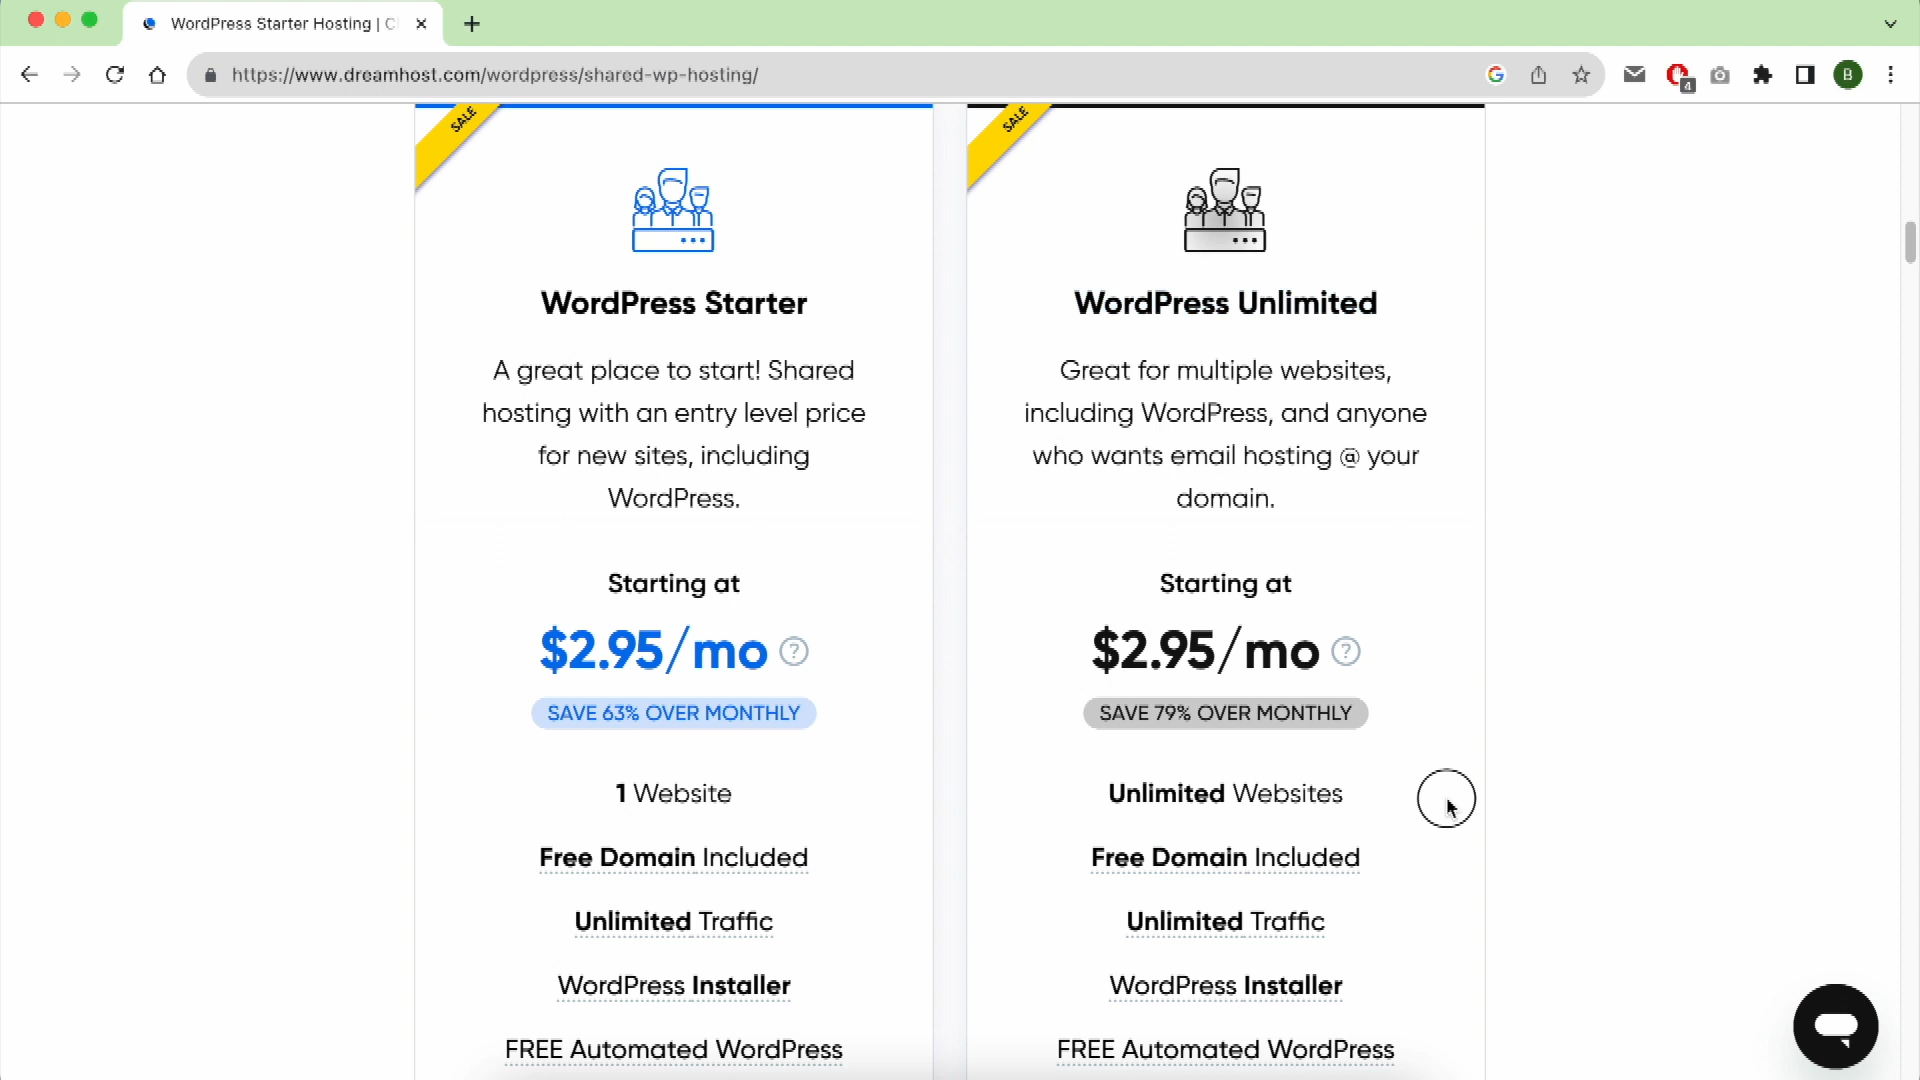 WordPress Starter Hosting | C
https://www.dreamhost.com/wordpress/shared-wp-hosting/
4
B
SALE
SALE
WordPress Starter
A great place to start! Shared
hosting with an entry level price
for new sites, including
WordPress.
Starting at
$2.95/mo ?
SAVE 63% OVER MONTHLY
1 Website
Free Domain Included
Unlimited Traffic
WordPress Installer
FREE Automated WordPress
WordPress Unlimited
Great for multiple websites,
including WordPress, and anyone
who wants email hosting @ your
domain.
Starting at
$2.95/mo ?
SAVE 79% OVER MONTHLY
Unlimited Websites
Free Domain Included
Unlimited Traffic
WordPress Installer
FREE Automated WordPress